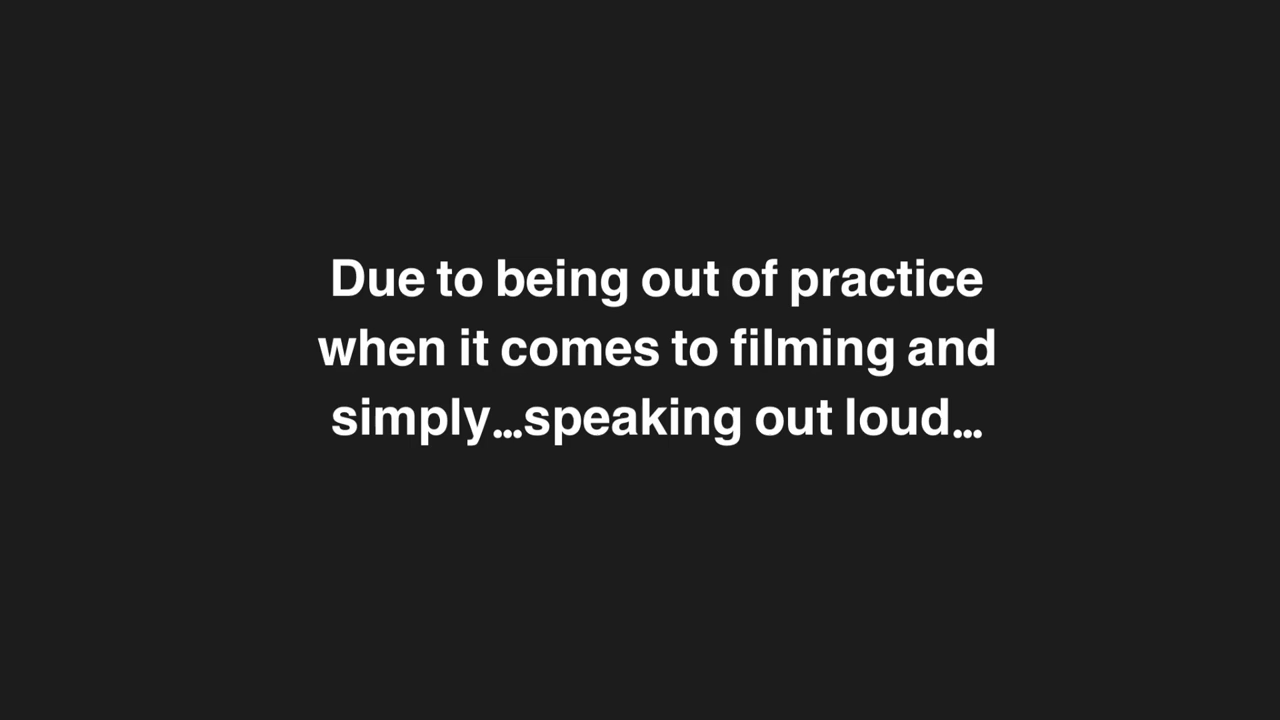 Due to being out of practice
when it comes to filming and
simply...speaking out loud...